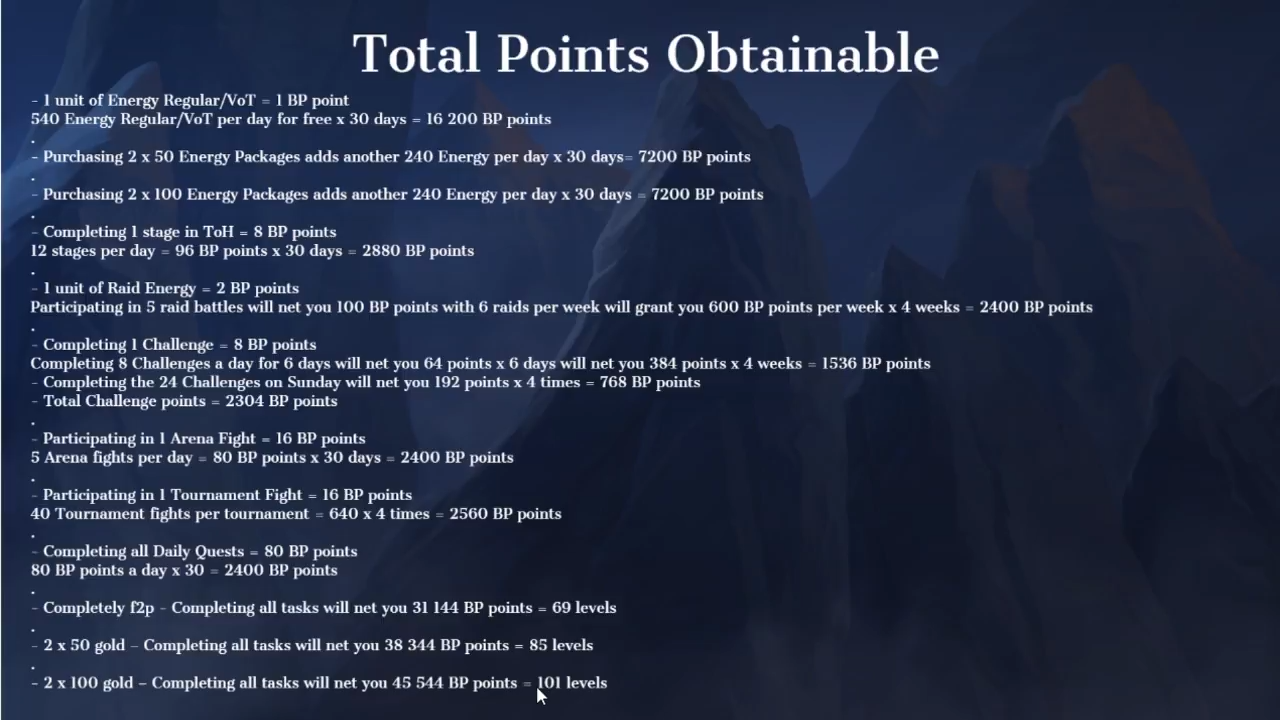 Total Points Obtainable
- 1 unit of Energy Regular/VoT = 1 BP point
540 Energy Regular/VoT per day for free x 30 days = 16 200 BP points
.
- Purchasing 2 x 50 Energy Packages adds another 240 Energy per day x 30 days= 7200 BP points
.
- Purchasing 2 x 100 Energy Packages adds another 240 Energy per day x 30 days = 7200 BP points
.
- Completing 1 stage in ToH = 8 BP points
12 stages per day = 96 BP points x 30 days = 2880 BP points
.
- 1 unit of Raid Energy = 2 BP points
Participating in 5 raid battles will net you 100 BP points with 6 raids per week will grant you 600 BP points per week x 4 weeks = 2400 BP points
.
- Completing 1 Challenge = 8 BP points
Completing 8 Challenges a day for 6 days will net you 64 points x 6 days will net you 384 points x 4 weeks = 1536 BP points
- Completing the 24 Challenges on Sunday will net you 192 points x 4 times = 768 BP points
- Total Challenge points = 2304 BP points
.
- Participating in 1 Arena Fight = 16 BP points
5 Arena fights per day = 80 BP points x 30 days = 2400 BP points
.
- Participating in 1 Tournament Fight = 16 BP points
40 Tournament fights per tournament = 640 x 4 times = 2560 BP points
.
- Completing all Daily Quests = 80 BP points
80 BP points a day x 30 = 2400 BP points
.
- Completely f2p - Completing all tasks will net you 31 144 BP points = 69 levels
.
- 2 x 50 gold – Completing all tasks will net you 38 344 BP points = 85 levels
.
- 2 x 100 gold – Completing all tasks will net you 45 544 BP points = 101 levels